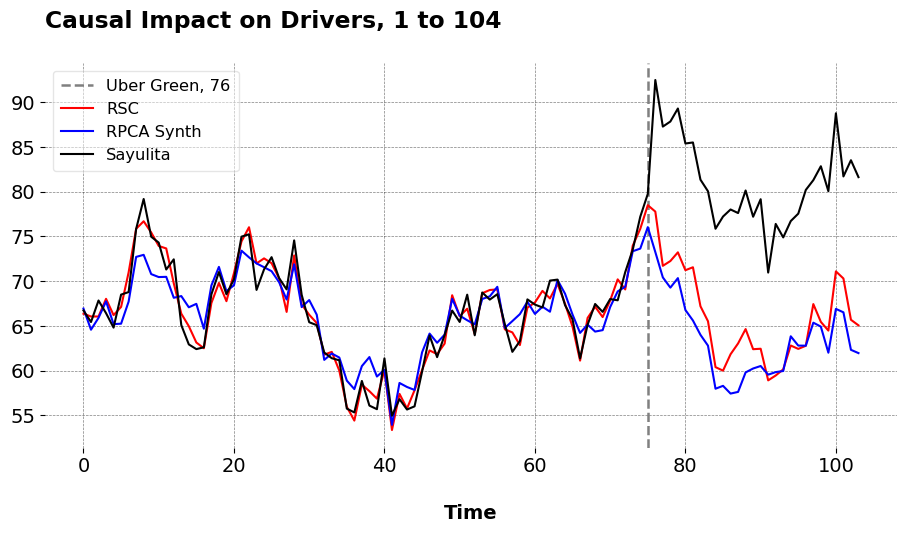 Causal Impact on Drivers, 1 to 104
Uber Green, 76
RSC
RPCA Synth
Sayulita
90
85
80
75
70
65
60
55
0 20 40 60 80 100
Time